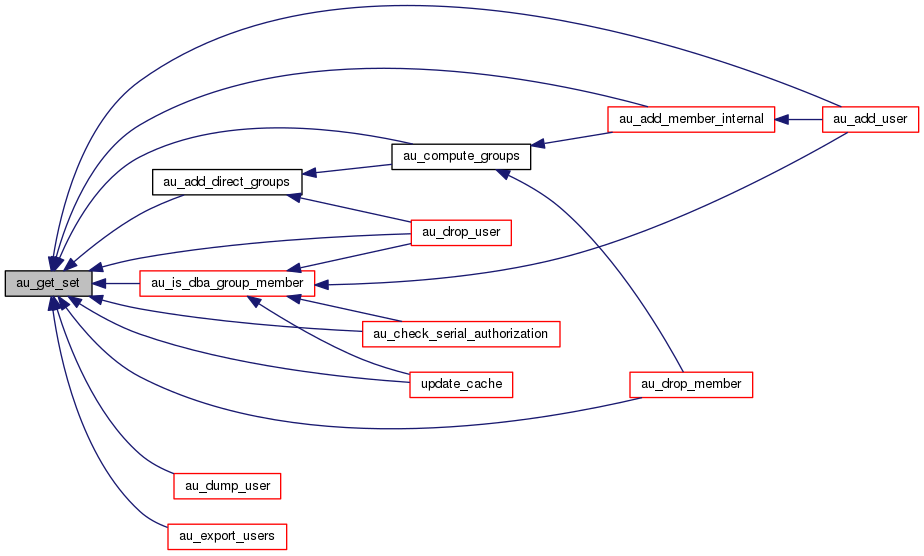 au_add_member_internal
au_add_user
au_compute_groups
au_add_direct_groups
au_drop_user
au_get_set
au_is_dba_group_member
au_check_serial_authorization
update_cache
au_drop_member
au_dump_user
au_export_users